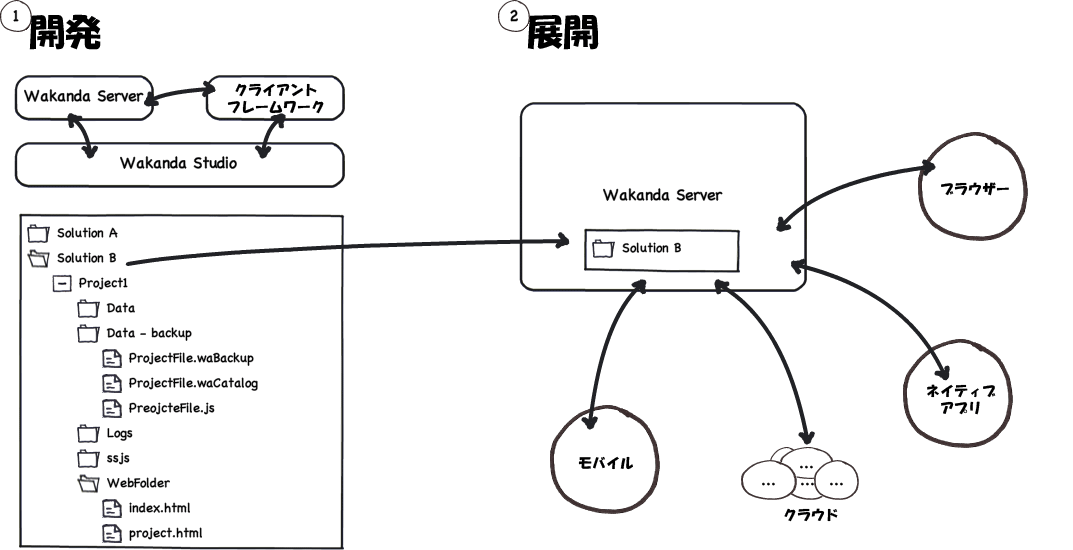 1
開発
Wakanda Server
クライアント
フレームワーク
Wakanda Studio
Solution A
Solution B
Project1
Data
Data - backup
ProjectFile.waBackup
ProjectFile.waCatalog
PreojcteFile.js
Logs
ssjs
WebFolder
index.html
project.html
2
展開
Wakanda Server
Solution B
ブラウザー
ネイティブ
アプリ
モバイル
...
...
...
...
クラウド